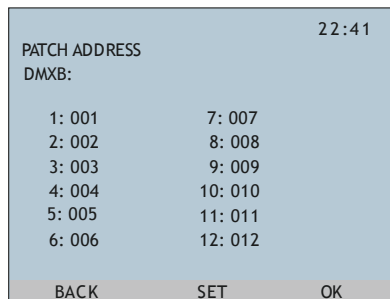 22:41
PATCH ADDRESS
DMXB:
1: 001 7: 007
2: 002 8: 008
3: 003 9: 009
4: 004 10: 010
5: 005 11: 011
6: 006 12: 012
BACK SET OK